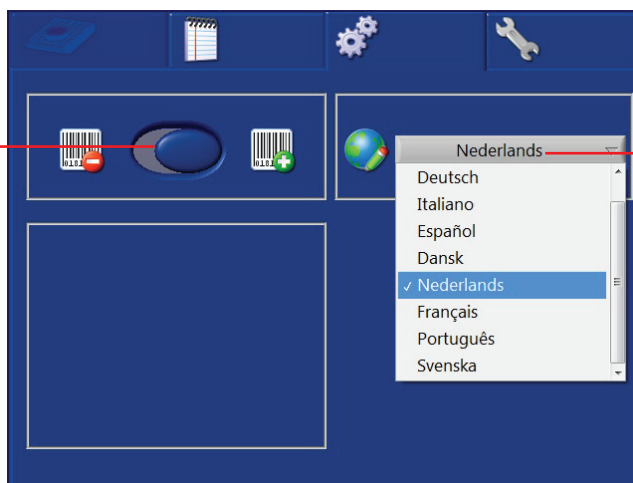 Nederlands
Deutsch
Italiano
Español
Dansk
Nederlands
Français
Português
Svenska